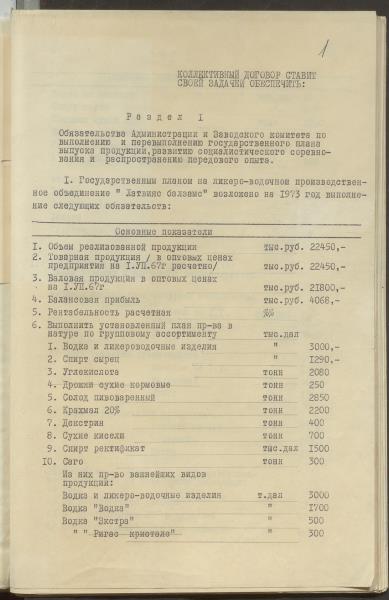 1
КОЛЛЕКТИВНЫЙ ДОГОВОР СТАВИТ
СВОЕЙ ЗАДАЧЕЙ ОБЕСПЕЧИТЬ:
Раздел I
Обязательства Администрации и Заводского комитета по
выполнению и перевыполнению государственного плана
выпуска продукции, развитию социалистического соревно-
вания и распространению передового опыта.
I. Государственным планом на ликеро-водочном производствен-
ное объединение " Латвияс балзамс" возложено на 1973 год выполне-
ние следующих обязательств:
Основные показатели
1. Объем реализованной продукции тыс.руб. 22450,-
2. Товарная продукция / в оптовых ценах
предприятия на I.УП.67г расчетно/ тыс.руб. 22450,-
3. Валовая продукция в оптовых ценах
на I.УП.67г тыс.руб. 21800,-
4. Балансовая прибыль тыс.руб. 4068,-
5. Рентабельность расчетная %%
6. Выполнить установленный план пр-ва в
натуре по групповому ассортименту тыс.дал
1. Водка и ликероводочные изделия " 3000,-
2. Спирт сырец " 1290.-
3. Углекислота тонн 2080
4. Дрожжи сухие кормовые тонн 250
5. Солод пивоваренный тонн 2850
6. Крахмал 20% тонн 2200
7. Декстрин тонн 400
8. Сухие кисели тонн 700
9. Спирт ректификат тыс.дал 1500
10. Саго тонн 300
Из них пр-во важнейших видов
продукции:
Водка и ликеро-водочные изделия т.дал 3000
Водка "Водка" " 1700
Водка "Экстра" " 500
" " Ригас кристалс" " 300